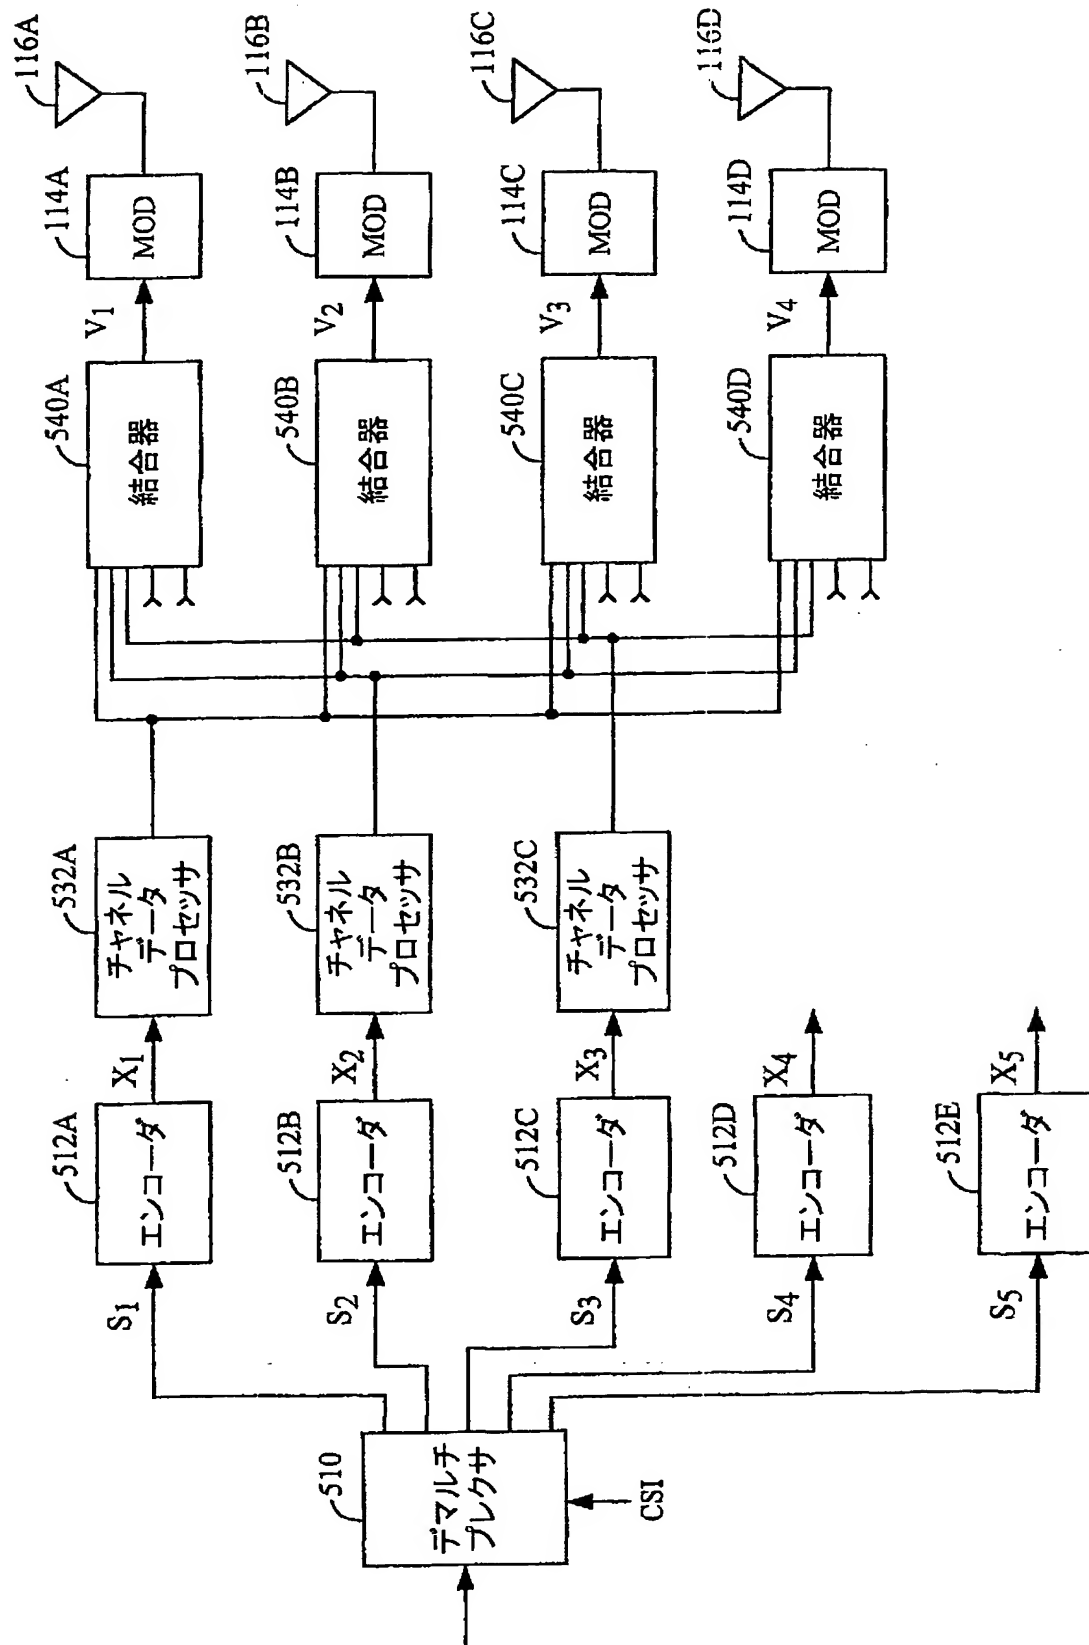 510
デマルチ
プレクサ
CSI
S1
512A
エンコーダ
X1
532A
チャネル
データ
プロセッサ
540A
結合器
V1
114A
MOD
116A
S2
512B
エンコーダ
X2
532B
チャネル
データ
プロセッサ
540B
結合器
V2
114B
MOD
116B
S3
512C
エンコーダ
X3
532C
チャネル
データ
プロセッサ
540C
結合器
V3
114C
MOD
116C
S4
512D
エンコーダ
X4
540D
結合器
V4
114D
MOD
116D
S5
512E
エンコーダ
X5